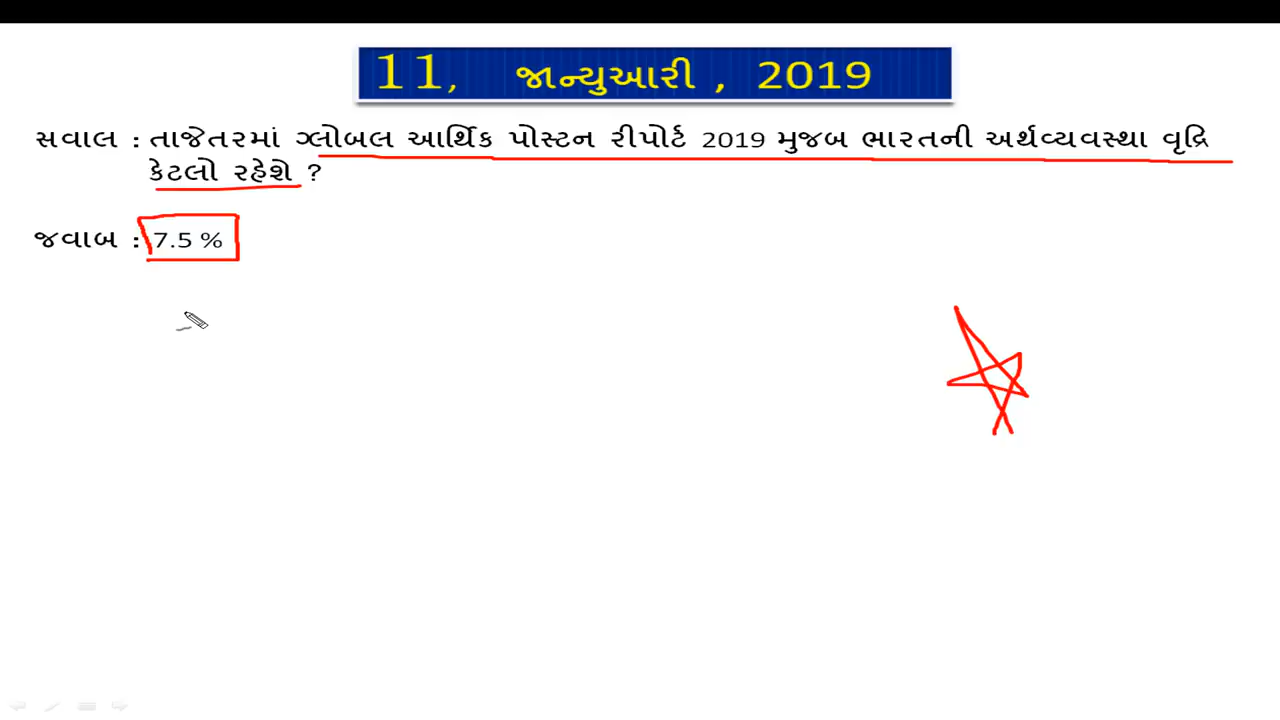 11, જાન્યુઆરી , 2019
સવાલ : તાજેતરમાં ગ્લોબલ આર્થિક પોસ્ટન રીપોર્ટ 2019 મુજબ ભારતની અર્થવ્યવસ્થા વૃદ્રિ
કેટલો રહેશે ?
જવાબ : 7.5 %